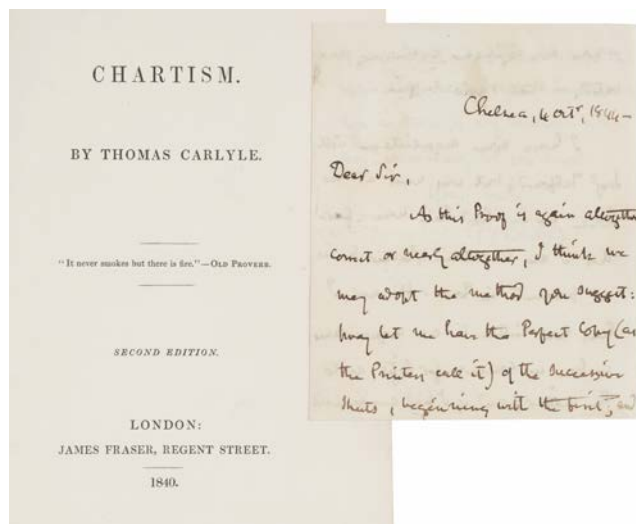 CHARTISM.
BY THOMAS CARLYLE.
"It never smokes but there is fire."—OLD PROVERB.
SECOND EDITION.
LONDON:
JAMES FRASER, REGENT STREET.
1840.
Chelsea, 4 octr, 1844—
Dear Sir,
As this Proof is again altogether
correct or nearly altogether, I think we
may adopt the method you suggest:
pray let me have the Perfect Copy (as
the Printers call it) of the successive
sheets, beginning with the first, and